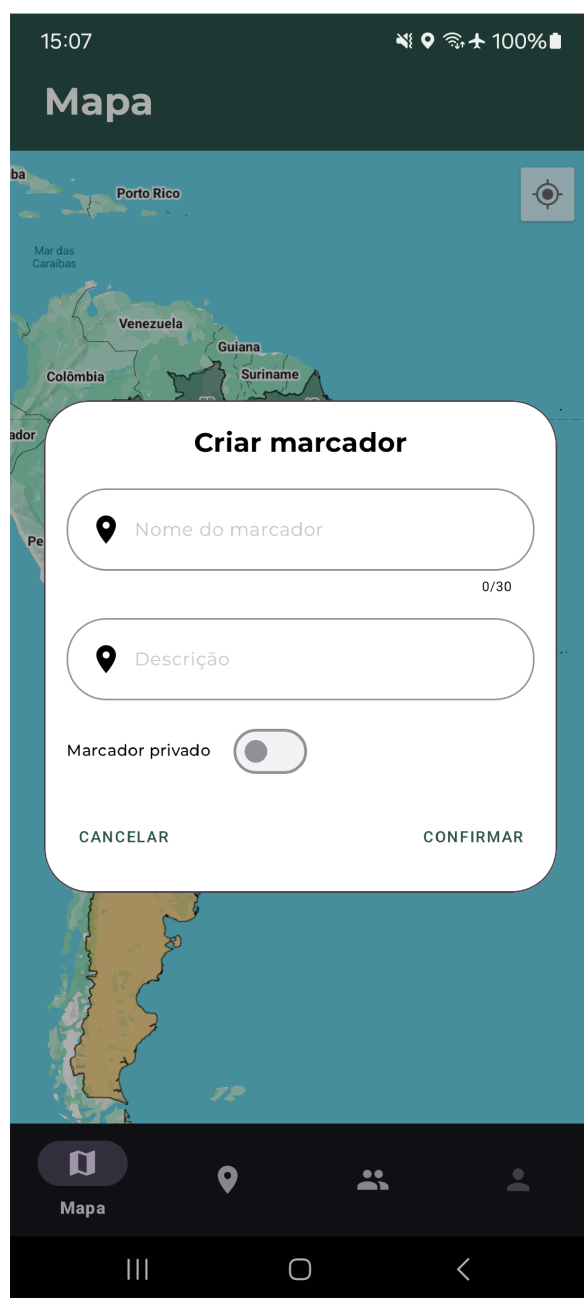 15:07
100%
Mapa
ba
Porto Rico
Mar das
Caraíbas
Venezuela
Guiana
Suriname
Colômbia
ador
Criar marcador
Nome do marcador
Pe
0/30
Descrição
Marcador privado
CANCELAR
CONFIRMAR
Mapa